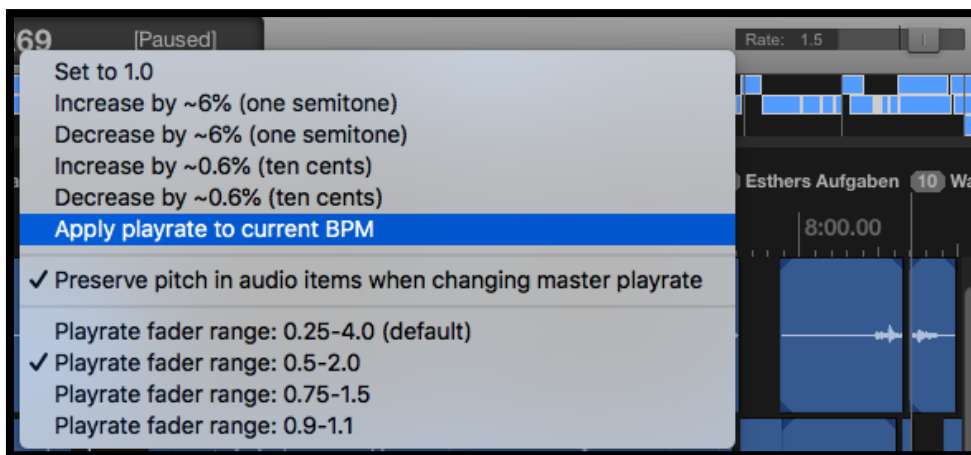 69 [Paused] Rate: 1.5
Set to 1.0
Increase by ~6% (one semitone)
Decrease by ~6% (one semitone)
Increase by ~0.6% (ten cents)
Decrease by ~0.6% (ten cents)
Esthers Aufgaben 10 Wa
Apply playrate to current BPM
8:00.00
Preserve pitch in audio items when changing master playrate
Playrate fader range: 0.25-4.0 (default)
Playrate fader range: 0.5-2.0
Playrate fader range: 0.75-1.5
Playrate fader range: 0.9-1.1